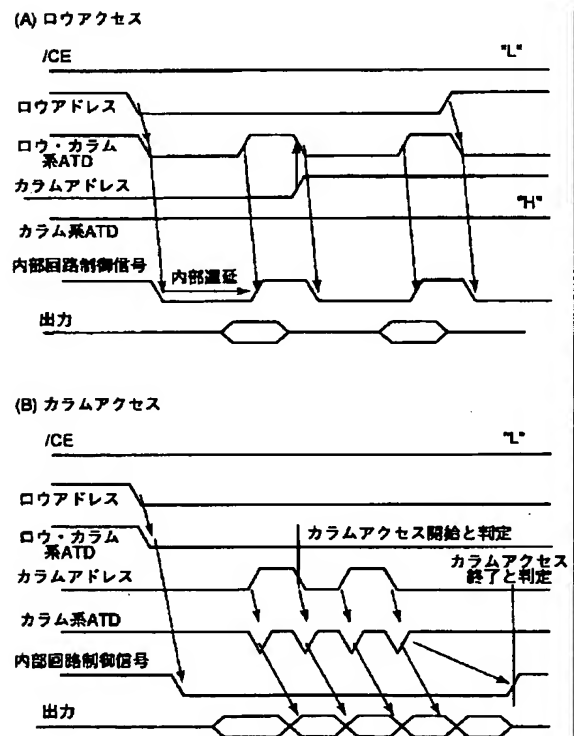 (A) ロウアクセス
/CE
"L"
ロウアドレス
ロウ・カラム
系ATD
カラムアドレス
"H"
カラム系ATD
内部回路制御信号
内部遅延
出力
(B) カラムアクセス
/CE
"L"
ロウアドレス
カラムアクセス開始と判定
ロウ・カラム
系ATD
カラムアクセス
終了と判定
カラムアドレス
カラム系ATD
内部回路制御信号
出力